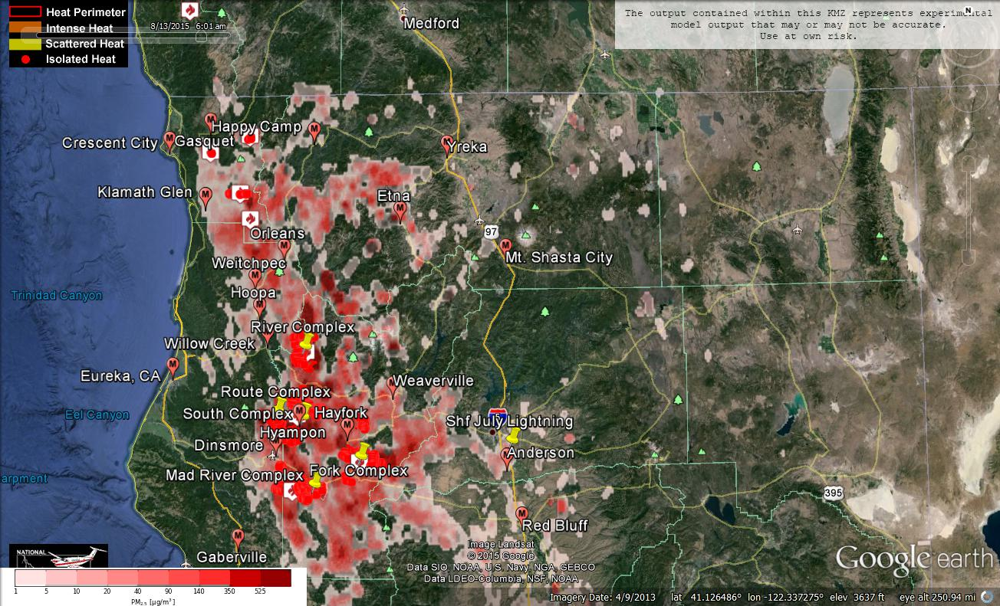 Heat Perimeter
Intense Heat
Scattered Heat
Isolated Heat
8/13/2015 6:01 am
The output contained within this KMZ represents experimental
model output that may or may not be accurate.
Use at own risk.
N
Medford
Happy Camp
Crescent City
Gasquet
Yreka
Klamath Glen
Etna
97
Orleans
Mt. Shasta City
Weitchpec
Trinidad Canyon
Hoopa
River Complex
Willow Creek
Eureka, CA
Weaverville
Route Complex
Eel Canyon
South Complex
Hayfork
Shf July Lightning
5
Hyampon
Dinsmore
Anderson
Mad River Complex
Fork Complex
arpment
395
Red Bluff
Gaberville
NATIONAL
Image Landsat
© 2015 Google
Data SIO, NOAA, U.S. Navy, NGA, GEBCO
Data LDEO-Columbia, NSF, NOAA
Google earth
1 5 10 20 40 90 140 350 525
PM2.5 [µg/m³]
Imagery Date: 4/9/2013 lat 41.126486° lon -122.337275° elev 3637 ft eye alt 250.94 mi